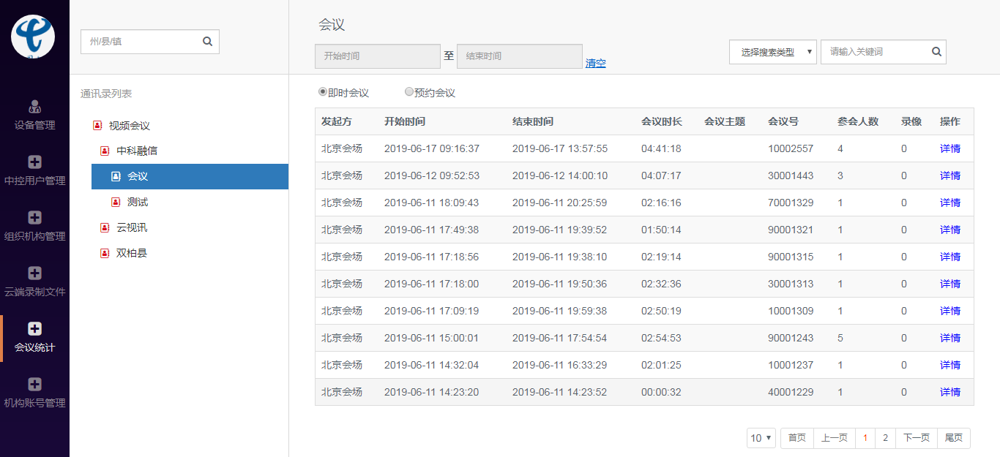 设备管理
中控用户管理
组织机构管理
云端录制文件
会议统计
机构账号管理
州/县/镇
通讯录列表
视频会议
中科融信
会议
测试
云视讯
双柏县
会议
开始时间 至 结束时间 清空 选择搜索类型 请输入关键词
即时会议 预约会议
发起方 开始时间 结束时间 会议时长 会议主题 会议号 参会人数 录像 操作
北京会场 2019-06-17 09:16:37 2019-06-17 13:57:55 04:41:18 10002557 4 0 详情
北京会场 2019-06-12 09:52:53 2019-06-12 14:00:10 04:07:17 30001443 3 0 详情
北京会场 2019-06-11 18:09:43 2019-06-11 20:25:59 02:16:16 70001329 1 0 详情
北京会场 2019-06-11 17:49:38 2019-06-11 19:39:52 01:50:14 90001321 1 0 详情
北京会场 2019-06-11 17:18:56 2019-06-11 19:38:10 02:19:14 90001315 1 0 详情
北京会场 2019-06-11 17:18:00 2019-06-11 19:50:36 02:32:36 30001313 1 0 详情
北京会场 2019-06-11 17:09:19 2019-06-11 19:59:38 02:50:19 10001309 1 0 详情
北京会场 2019-06-11 15:00:01 2019-06-11 17:54:54 02:54:53 90001243 5 0 详情
北京会场 2019-06-11 14:32:04 2019-06-11 16:33:29 02:01:25 10001237 1 0 详情
北京会场 2019-06-11 14:23:20 2019-06-11 14:23:52 00:00:32 40001229 1 0 详情
10 首页 上一页 1 2 下一页 尾页